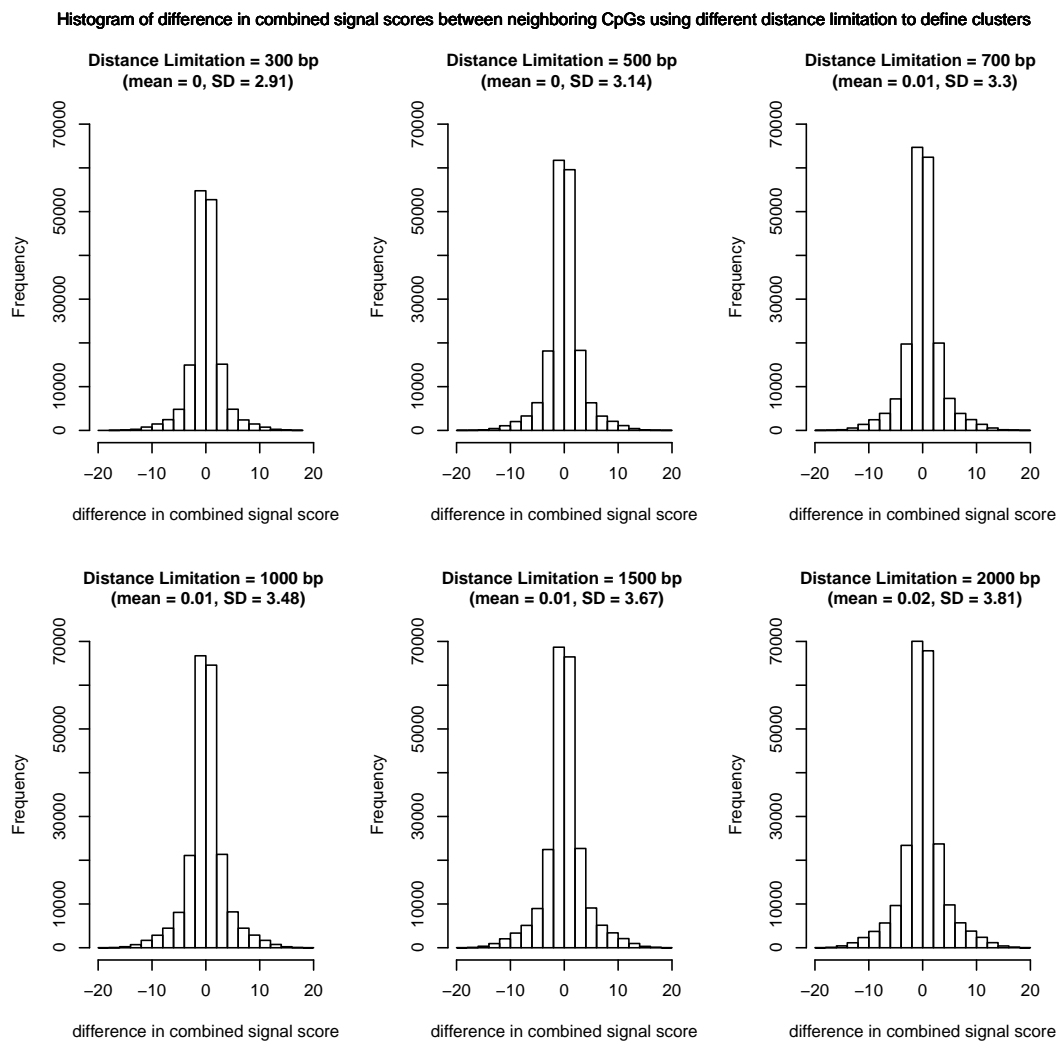 Histogram of difference in combined signal scores between neighboring CpGs using different distance limitation to define clusters
Distance Limitation = 300 bp
(mean = 0, SD = 2.91)
Frequency
0 10000 30000 50000 70000
−20 −10 0 10 20
difference in combined signal score
Distance Limitation = 500 bp
(mean = 0, SD = 3.14)
Frequency
0 10000 30000 50000 70000
−20 −10 0 10 20
difference in combined signal score
Distance Limitation = 700 bp
(mean = 0.01, SD = 3.3)
Frequency
0 10000 30000 50000 70000
−20 −10 0 10 20
difference in combined signal score
Distance Limitation = 1000 bp
(mean = 0.01, SD = 3.48)
Frequency
0 10000 30000 50000 70000
−20 −10 0 10 20
difference in combined signal score
Distance Limitation = 1500 bp
(mean = 0.01, SD = 3.67)
Frequency
0 10000 30000 50000 70000
−20 −10 0 10 20
difference in combined signal score
Distance Limitation = 2000 bp
(mean = 0.02, SD = 3.81)
Frequency
0 10000 30000 50000 70000
−20 −10 0 10 20
difference in combined signal score